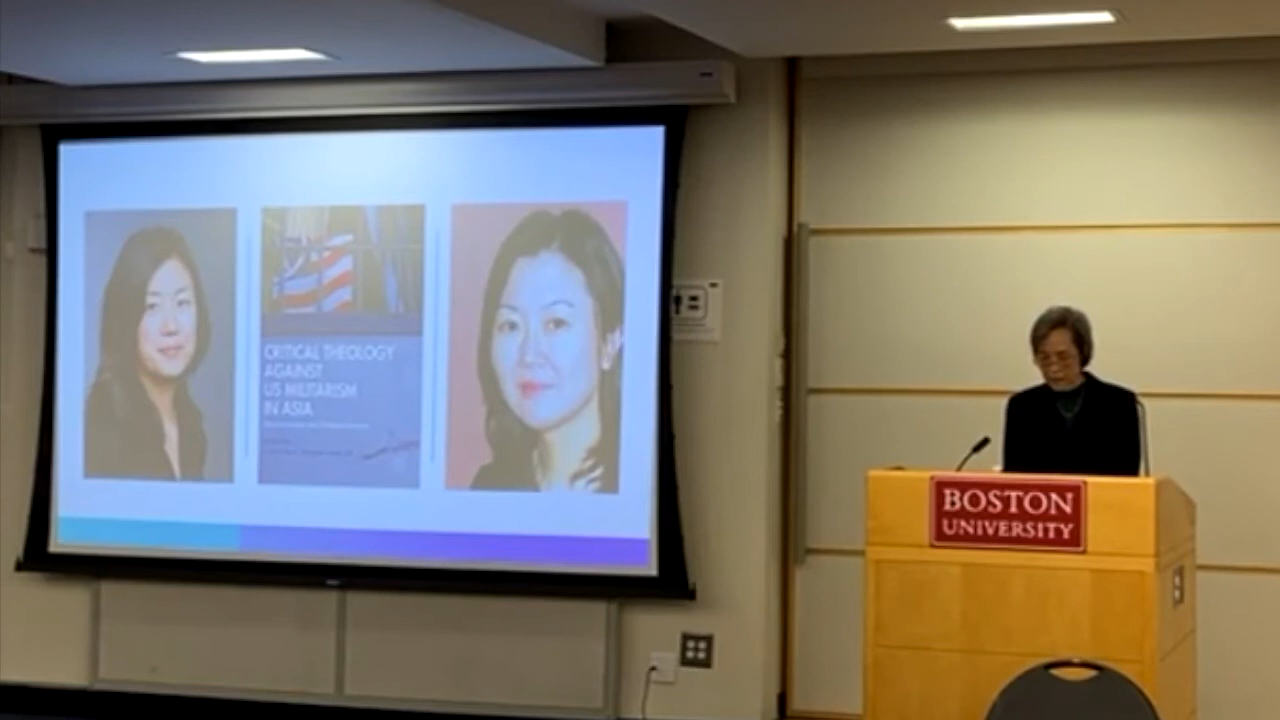 CRITICAL THEOLOGY
AGAINST
US MILITARISM
IN ASIA
BOSTON
UNIVERSITY